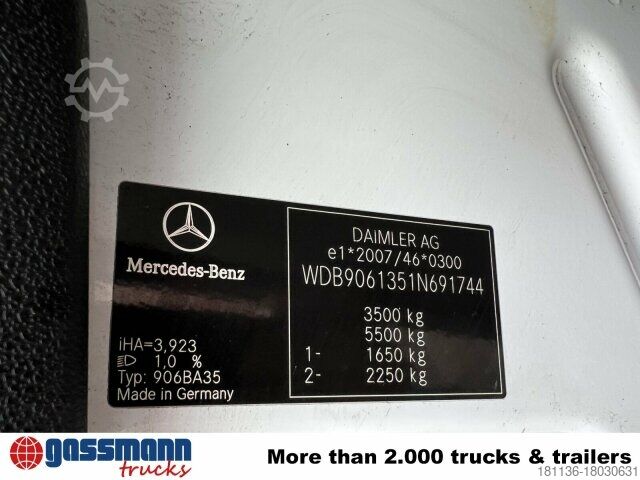 Mercedes-Benz
iHA=3,923
1,0 %
Typ: 906BA35
Made in Germany
DAIMLER AG
e1*2007/46*0300
WDB9061351N691744
3500 kg
5500 kg
1- 1650 kg
2- 2250 kg
gassmann
trucks
More than 2.000 trucks & trailers
181136-18030631